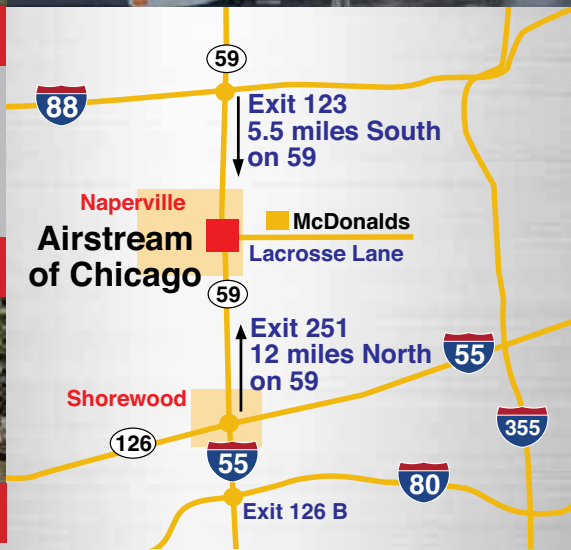 59
88
Exit 123
5.5 miles South
on 59
Naperville
McDonalds
Airstream
of Chicago
Lacrosse Lane
59
Exit 251
12 miles North
on 59
55
Shorewood
355
126
55
80
Exit 126 B